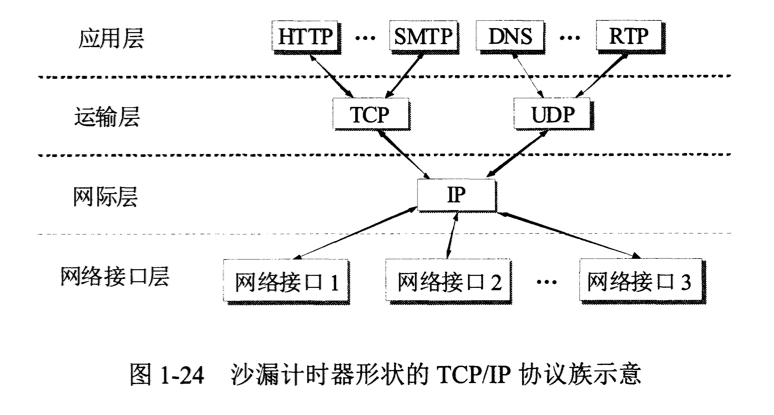 应用层 HTTP ··· SMTP DNS ··· RTP
运输层 TCP UDP
网际层 IP
网络接口层 网络接口 1 网络接口 2 ··· 网络接口 3
图 1-24 沙漏计时器形状的 TCP/IP 协议族示意